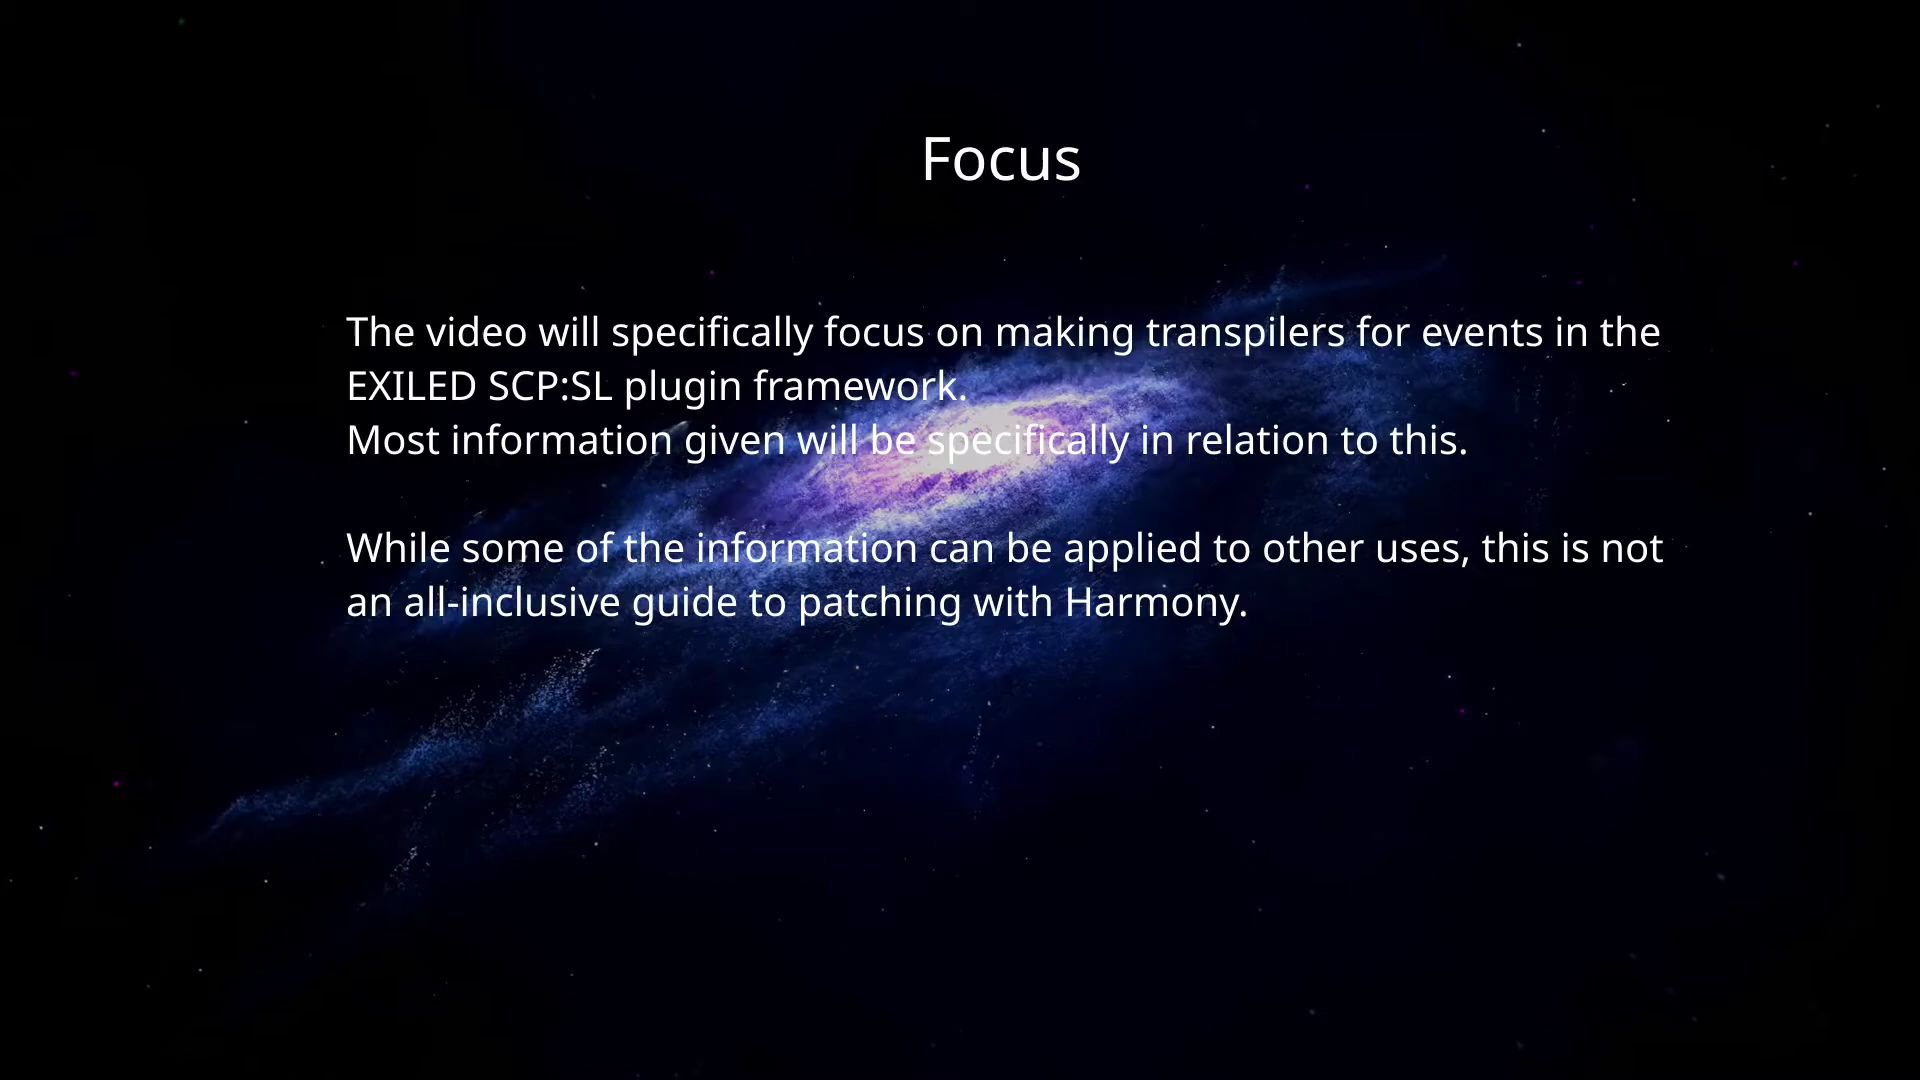 Focus
The video will specifically focus on making transpilers for events in the
EXILED SCP:SL plugin framework.
Most information given will be specifically in relation to this.
While some of the information can be applied to other uses, this is not
an all-inclusive guide to patching with Harmony.